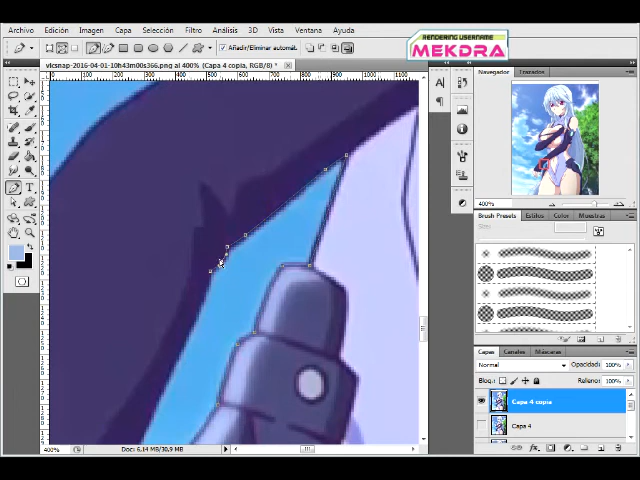 Archivo Edición Imagen Capa Selección Filtro Análisis 3D Vista Ventana Ayuda
RENDERING USERNAME
MEKDRA
Añadir/Eliminar automát.
vlcsnap-2016-04-01-10h43m00s366.png al 400% (Capa 4 copia, RGB/8) *
Navegador Trazados
400%
Brush Presets Estilos Color Muestras
Capas Canales Máscaras
Normal Opacidad: 100%
Bloq.: Relleno: 100%
Capa 4 copia
Capa 4
400% Doc: 6,14 MB/30,9 MB